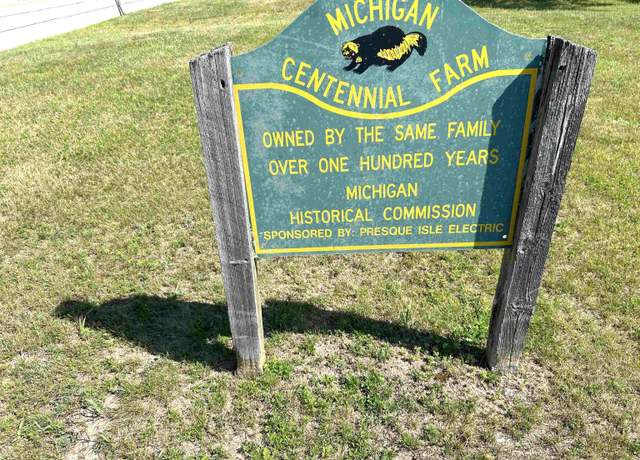 MICHIGAN
CENTENNIAL FARM
OWNED BY THE SAME FAMILY
OVER ONE HUNDRED YEARS
MICHIGAN
HISTORICAL COMMISSION
SPONSORED BY: PRESQUE ISLE ELECTRIC